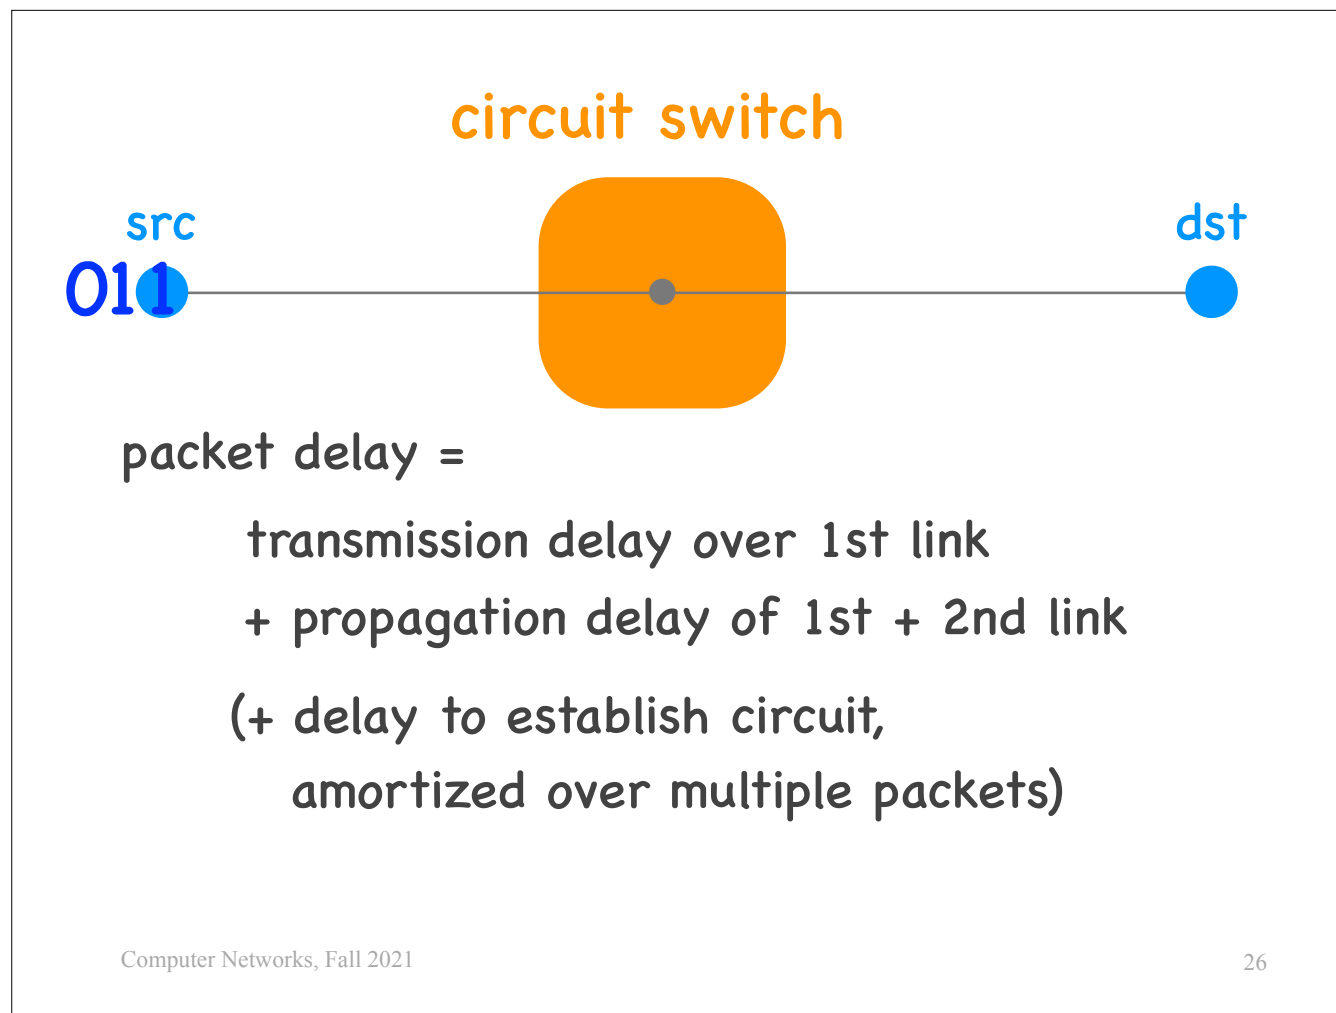 circuit switch
src
dst
011
packet delay =
transmission delay over 1st link
+ propagation delay of 1st + 2nd link
(+ delay to establish circuit,
amortized over multiple packets)
Computer Networks, Fall 2021
26